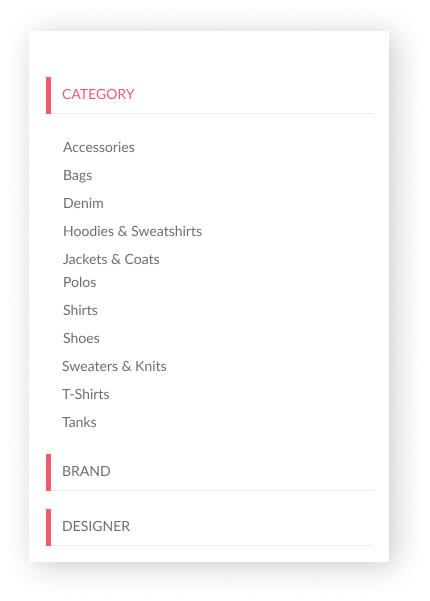 CATEGORY
Accessories
Bags
Denim
Hoodies & Sweatshirts
Jackets & Coats
Polos
Shirts
Shoes
Sweaters & Knits
T-Shirts
Tanks
BRAND
DESIGNER